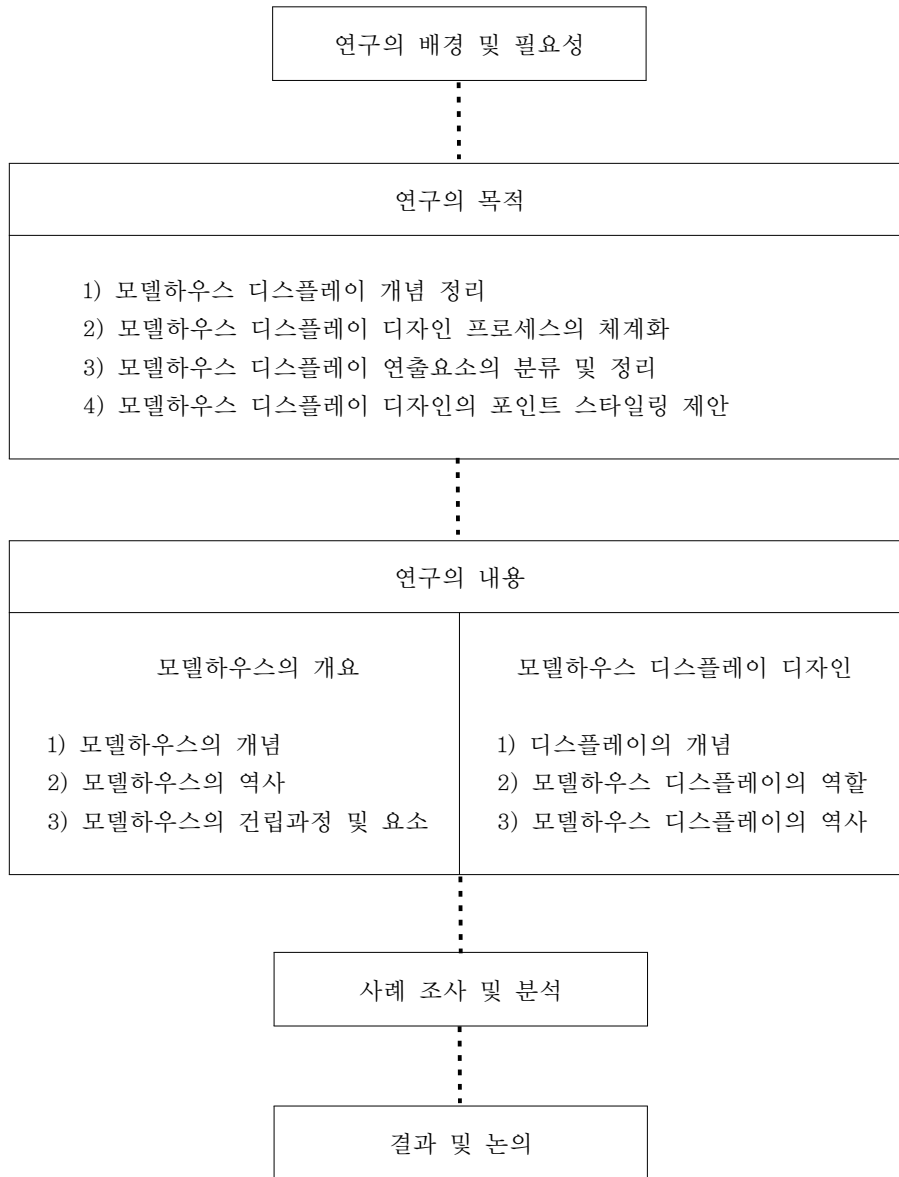 연구의 배경 및 필요성
연구의 목적
1) 모델하우스 디스플레이 개념 정리
2) 모델하우스 디스플레이 디자인 프로세스의 체계화
3) 모델하우스 디스플레이 연출요소의 분류 및 정리
4) 모델하우스 디스플레이 디자인의 포인트 스타일링 제안
연구의 내용
모델하우스의 개요
1) 모델하우스의 개념
2) 모델하우스의 역사
3) 모델하우스의 건립과정 및 요소
모델하우스 디스플레이 디자인
1) 디스플레이의 개념
2) 모델하우스 디스플레이의 역할
3) 모델하우스 디스플레이의 역사
사례 조사 및 분석
결과 및 논의